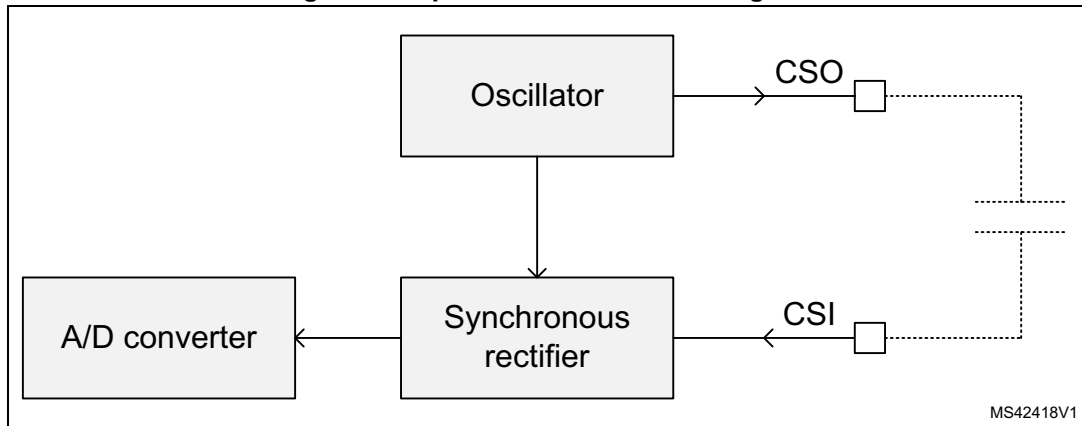 Oscillator
CSO
A/D converter
Synchronous
rectifier
CSI
MS42418V1